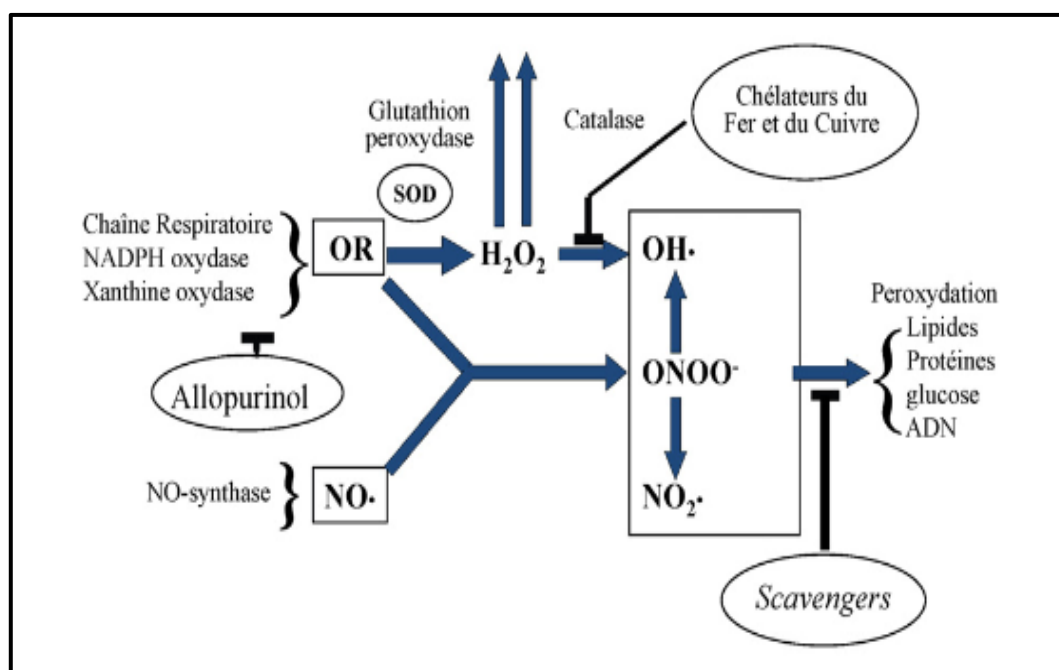 Glutathion
peroxydase
Catalase
Chélateurs du
Fer et du Cuivre
SOD
Chaîne Respiratoire
NADPH oxydase
Xanthine oxydase
OR
H₂O₂
OH·
Allopurinol
ONOO⁻
Peroxydation
Lipides
Protéines
glucose
ADN
NO-synthase
NO·
NO₂·
Scavengers